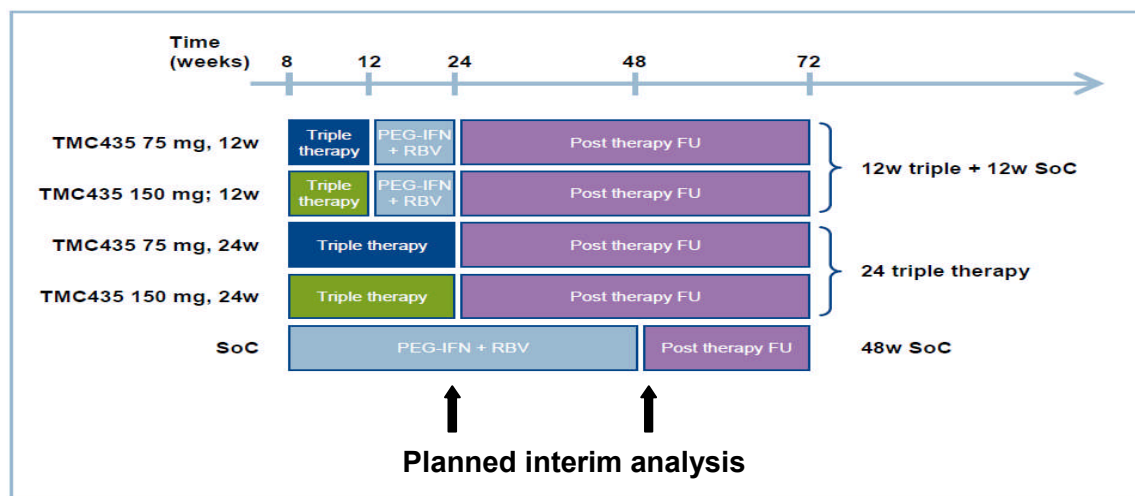 Time
(weeks) 8 12 24 48 72
TMC435 75 mg, 12w Triple therapy PEG-IFN + RBV Post therapy FU
12w triple + 12w SoC
TMC435 150 mg; 12w Triple therapy PEG-IFN + RBV Post therapy FU
TMC435 75 mg, 24w Triple therapy Post therapy FU
24 triple therapy
TMC435 150 mg, 24w Triple therapy Post therapy FU
SoC PEG-IFN + RBV Post therapy FU 48w SoC
Planned interim analysis